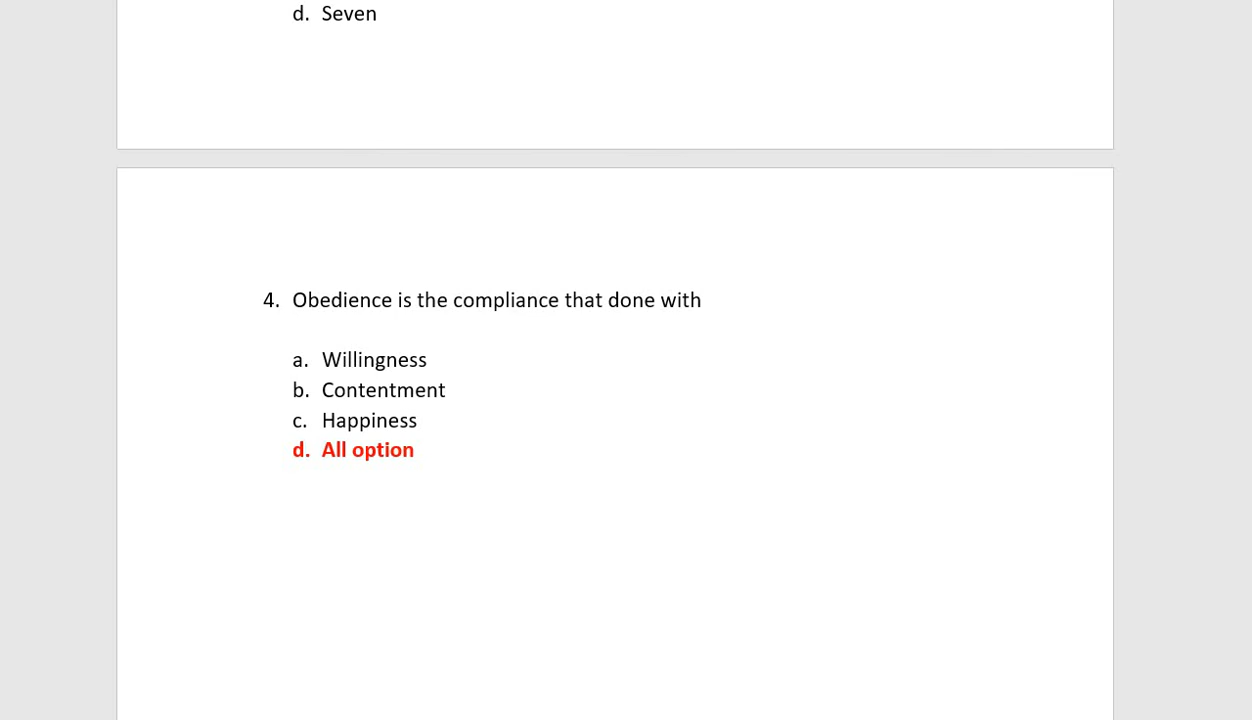 d. Seven
4. Obedience is the compliance that done with
a. Willingness
b. Contentment
c. Happiness
d. All option